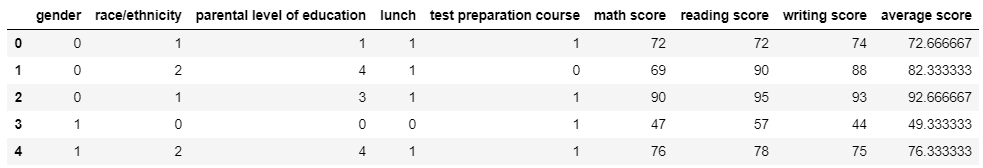 gender race/ethnicity parental level of education lunch test preparation course math score reading score writing score average score
0 0 1 1 1 1 72 72 74 72.666667
1 0 2 4 1 0 69 90 88 82.333333
2 0 1 3 1 1 90 95 93 92.666667
3 1 0 0 0 1 47 57 44 49.333333
4 1 2 4 1 1 76 78 75 76.333333